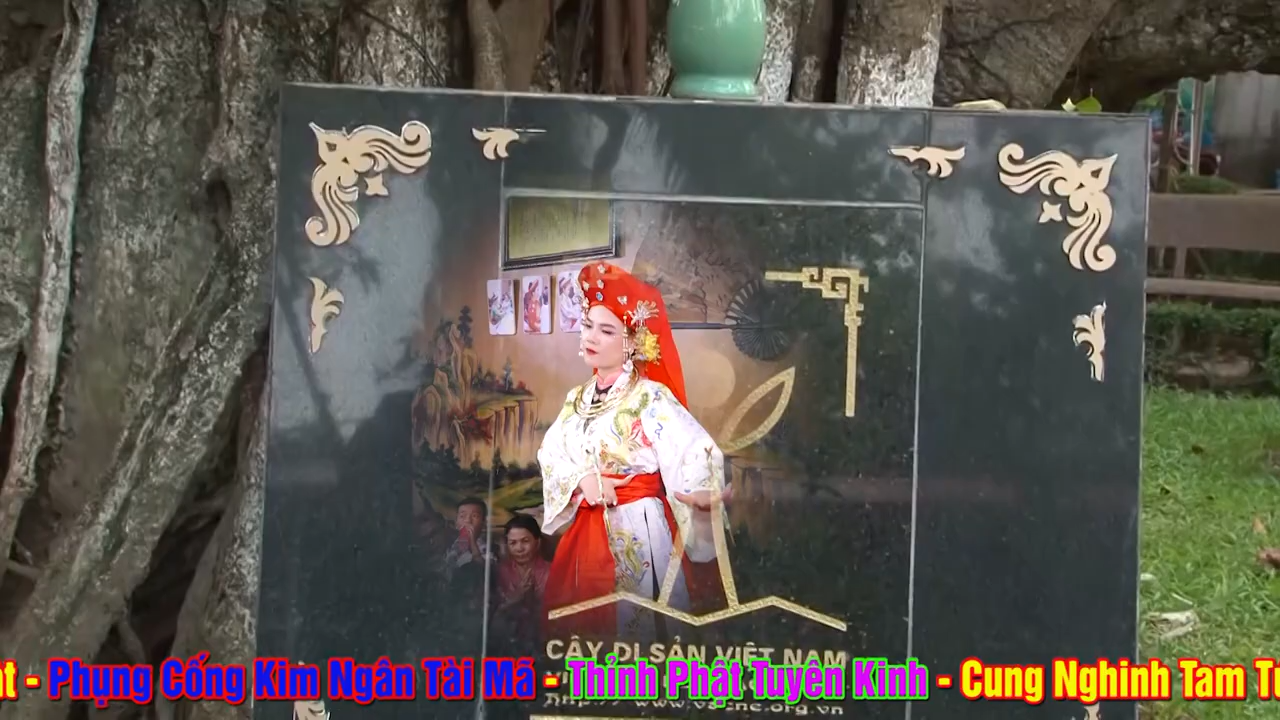 CÂY DI SẢN VIỆT NAM
- Phụng Cống Kim Ngân Tài Mã - Thỉnh Phật Tuyên Kinh - Cung Nghinh Tam
http:// www.vacne.org.vn